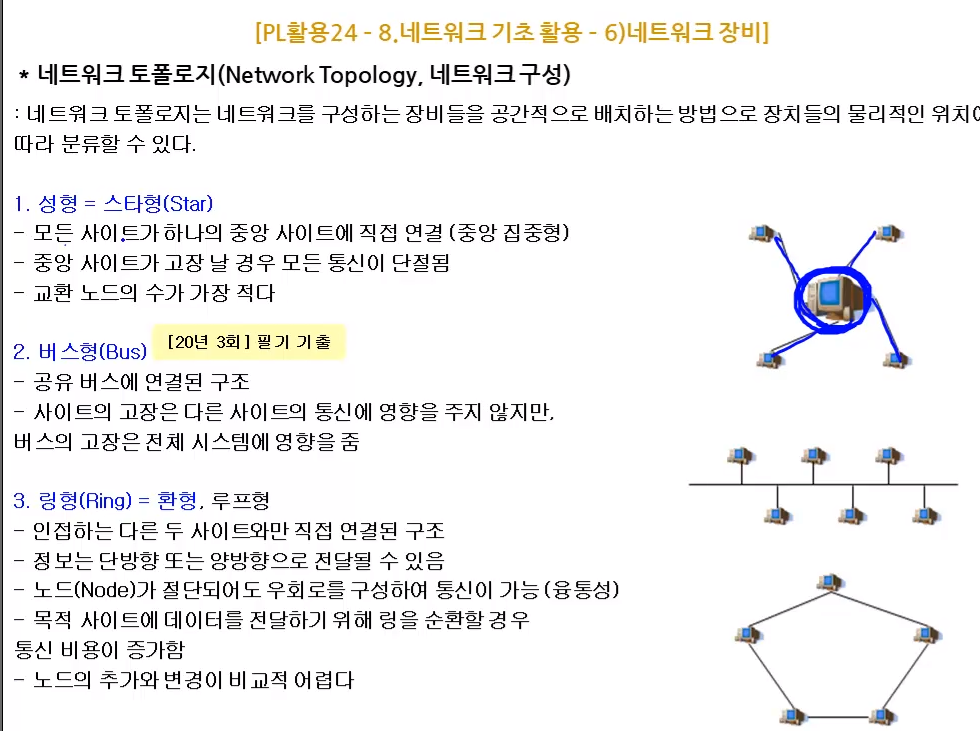 [PL활용24 - 8.네트워크 기초 활용 - 6)네트워크 장비]
* 네트워크 토폴로지(Network Topology, 네트워크 구성)
: 네트워크 토폴로지는 네트워크를 구성하는 장비들을 공간적으로 배치하는 방법으로 장치들의 물리적인 위치에
따라 분류할 수 있다.
1. 성형 = 스타형(Star)
- 모든 사이트가 하나의 중앙 사이트에 직접 연결 (중앙 집중형)
- 중앙 사이트가 고장 날 경우 모든 통신이 단절됨
- 교환 노드의 수가 가장 적다
2. 버스형(Bus) [20년 3회] 필기 기출
- 공유 버스에 연결된 구조
- 사이트의 고장은 다른 사이트의 통신에 영향을 주지 않지만,
버스의 고장은 전체 시스템에 영향을 줌
3. 링형(Ring) = 환형, 루프형
- 인접하는 다른 두 사이트와만 직접 연결된 구조
- 정보는 단방향 또는 양방향으로 전달될 수 있음
- 노드(Node)가 절단되어도 우회로를 구성하여 통신이 가능 (융통성)
- 목적 사이트에 데이터를 전달하기 위해 링을 순환할 경우
통신 비용이 증가함
- 노드의 추가와 변경이 비교적 어렵다